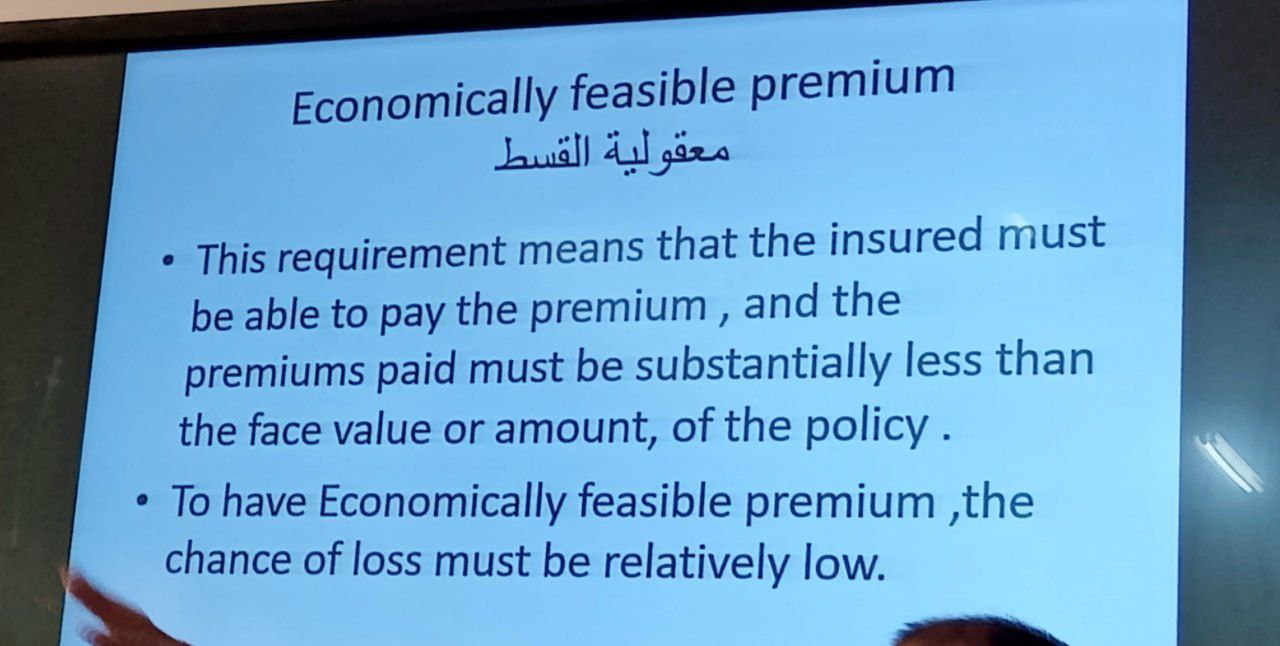 Economically feasible premium
معقولية القسط
• This requirement means that the insured must
be able to pay the premium , and the
premiums paid must be substantially less than
the face value or amount, of the policy .
• To have Economically feasible premium ,the
chance of loss must be relatively low.